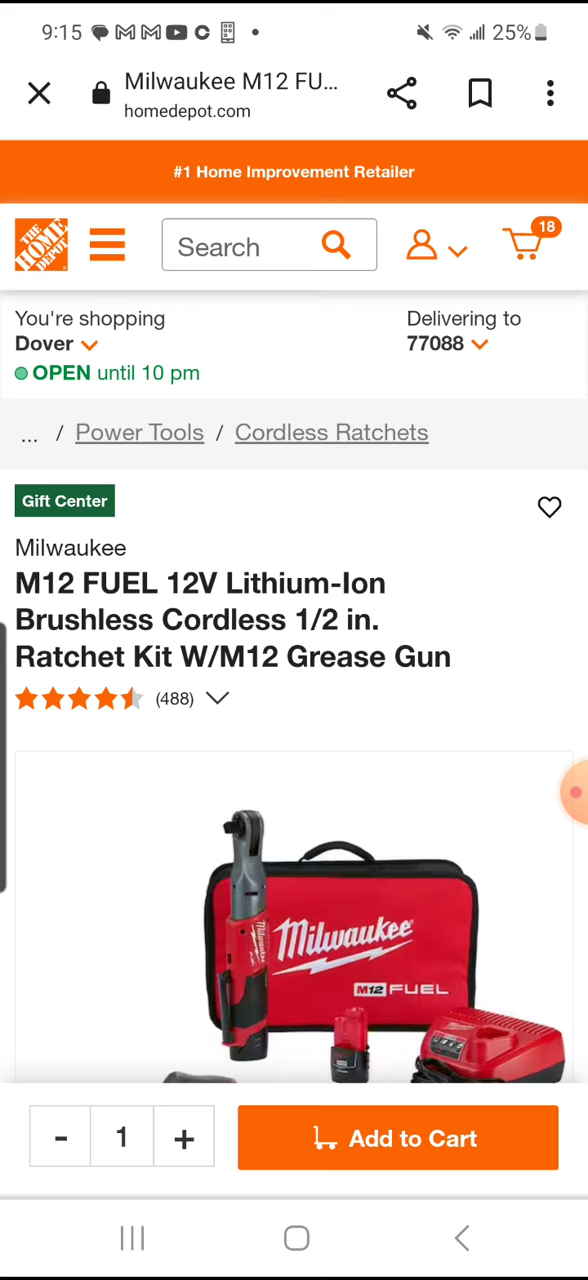 9:15
25%
Milwaukee M12 FU...
homedepot.com
#1 Home Improvement Retailer
THE HOME DEPOT
Search
18
You're shopping
Delivering to
Dover
77088
OPEN until 10 pm
... / Power Tools / Cordless Ratchets
Gift Center
Milwaukee
M12 FUEL 12V Lithium-Ion
Brushless Cordless 1/2 in.
Ratchet Kit W/M12 Grease Gun
(488)
Milwaukee
Milwaukee
M12 FUEL
- 1 +
Add to Cart